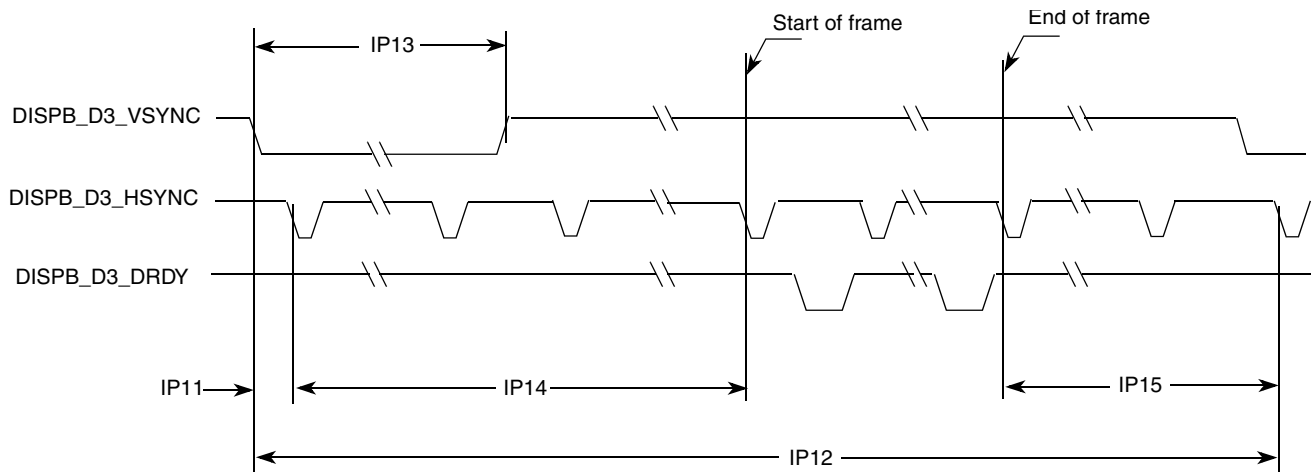 Start of frame
End of frame
IP13
DISPB_D3_VSYNC
DISPB_D3_HSYNC
DISPB_D3_DRDY
IP11
IP14
IP15
IP12